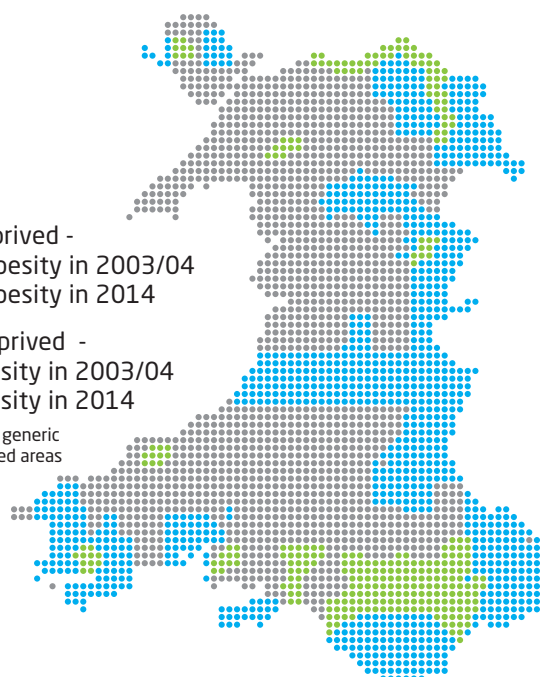 prived -
besity in 2003/04
besity in 2014
prived -
sity in 2003/04
sity in 2014
generic
ed areas